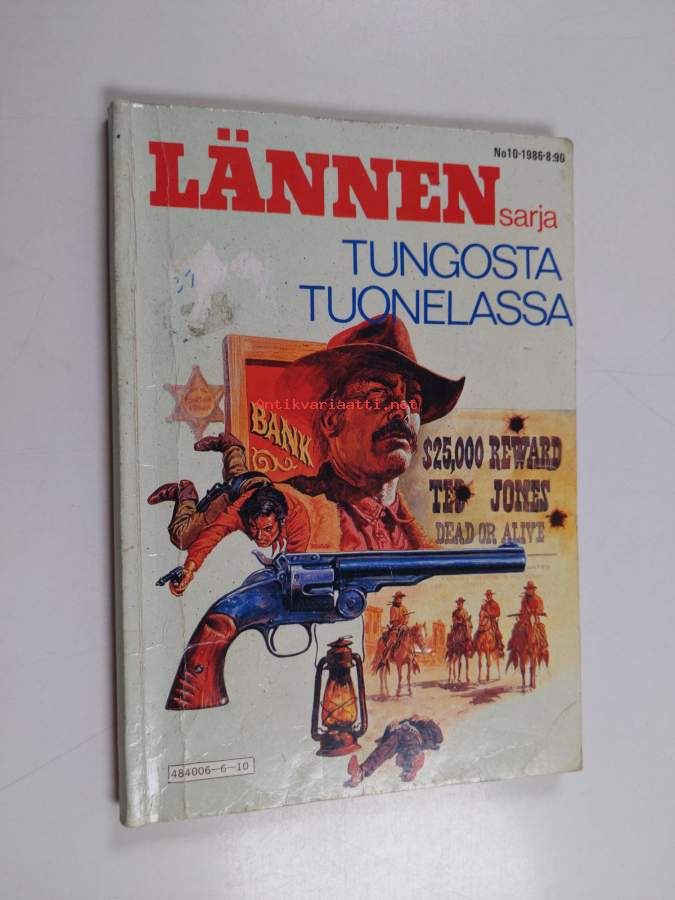 No10·1986·8:90
LÄNNEN
sarja
TUNGOSTA
TUONELASSA
Antikvariaatti.net
BANK
$25,000 REWARD
TED JONES
DEAD OR ALIVE
484006-6-10